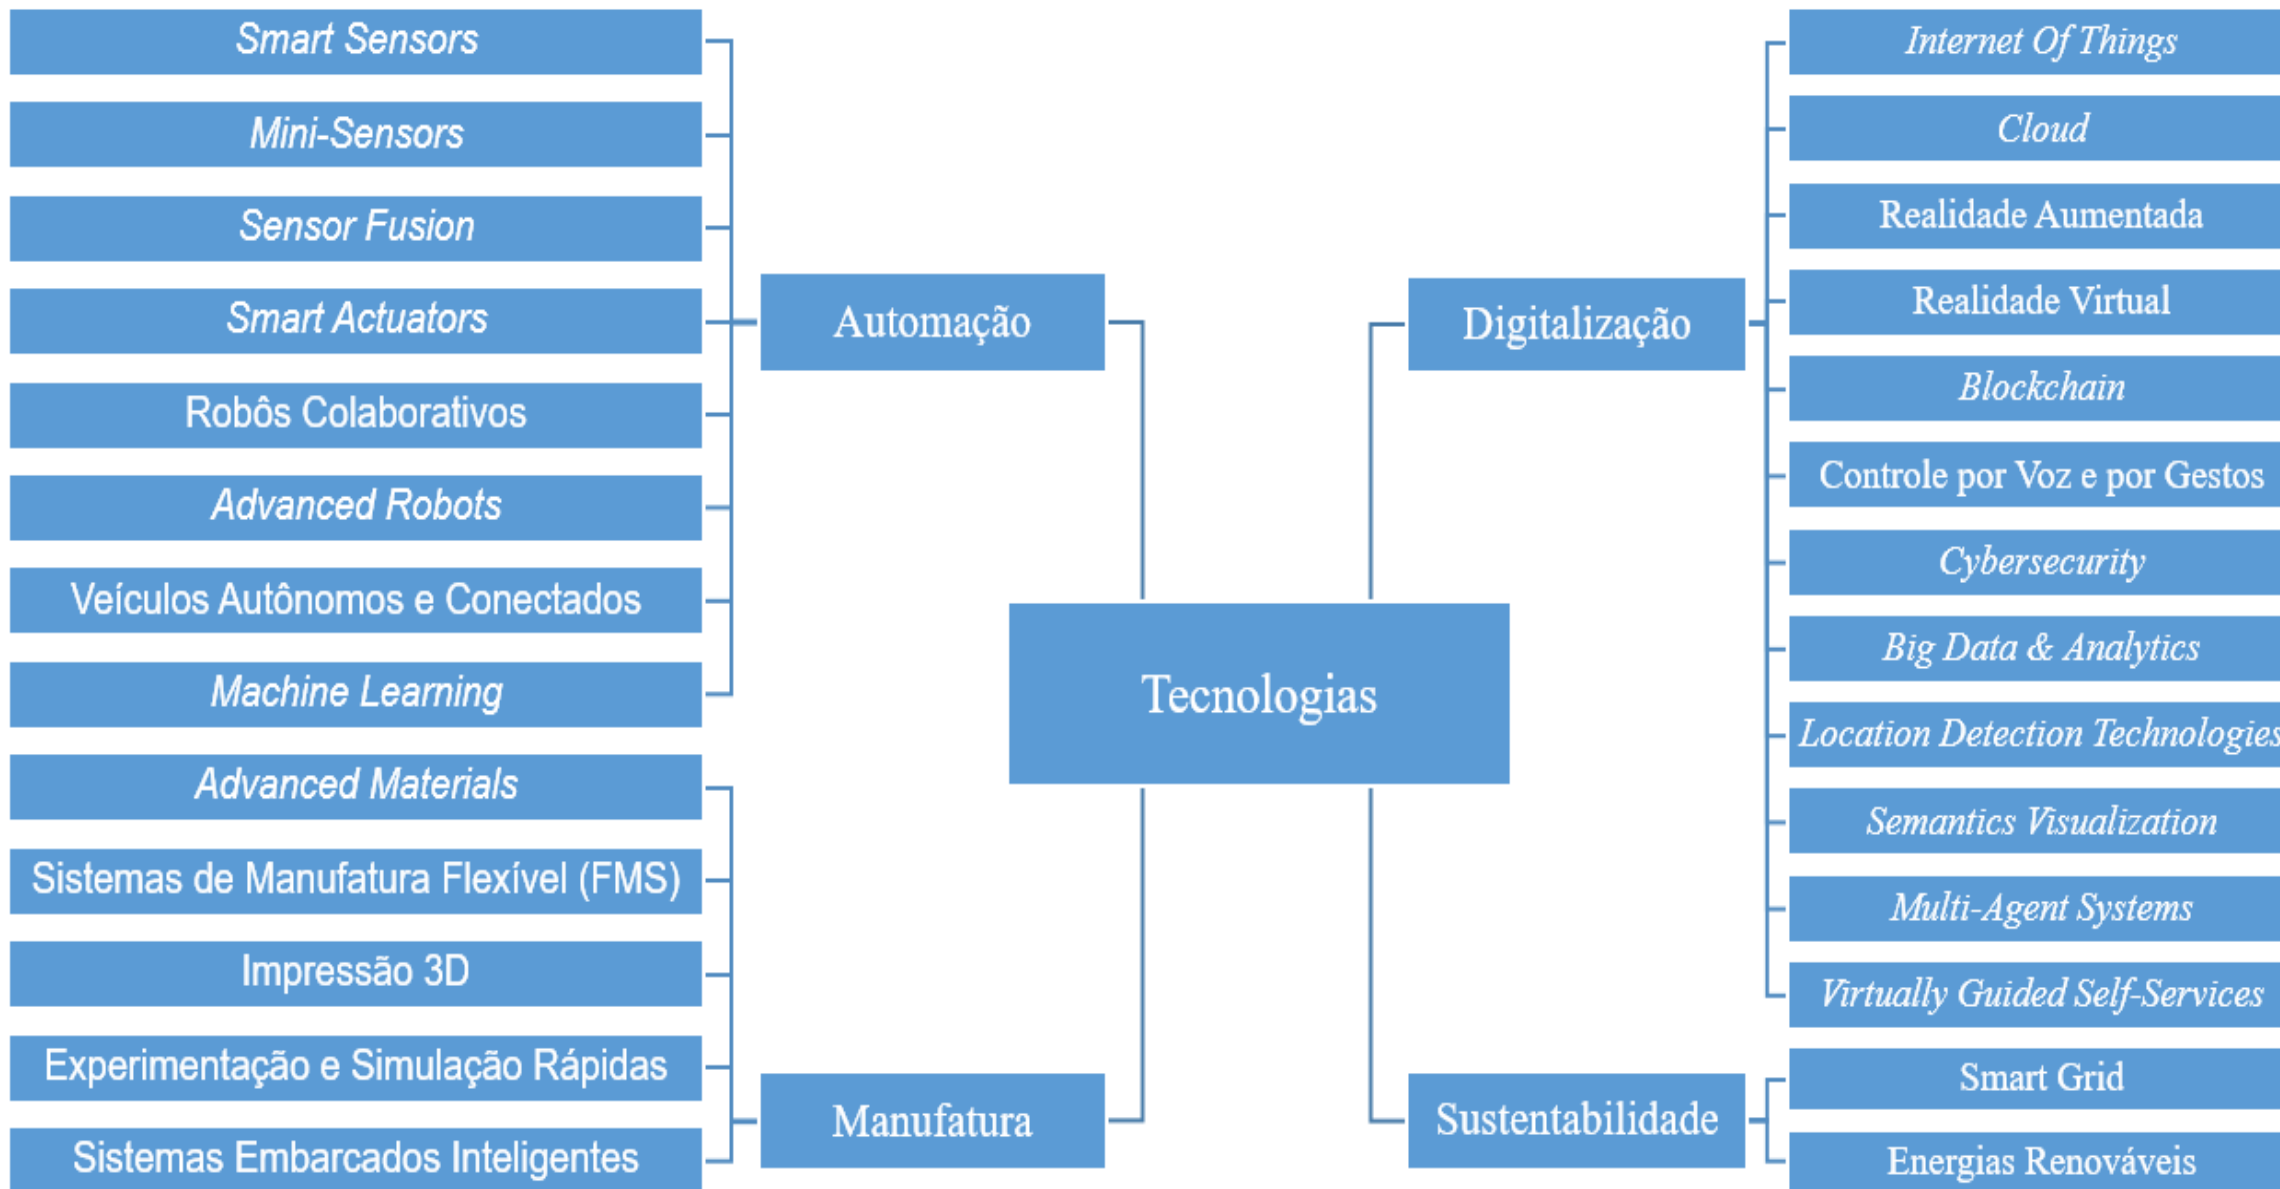 Smart Sensors
Mini-Sensors
Sensor Fusion
Smart Actuators
Robôs Colaborativos
Advanced Robots
Veículos Autônomos e Conectados
Machine Learning
Advanced Materials
Sistemas de Manufatura Flexível (FMS)
Impressão 3D
Experimentação e Simulação Rápidas
Sistemas Embarcados Inteligentes
Automação
Manufatura
Tecnologias
Digitalização
Sustentabilidade
Internet Of Things
Cloud
Realidade Aumentada
Realidade Virtual
Blockchain
Controle por Voz e por Gestos
Cybersecurity
Big Data & Analytics
Location Detection Technologies
Semantics Visualization
Multi-Agent Systems
Virtually Guided Self-Services
Smart Grid
Energias Renováveis